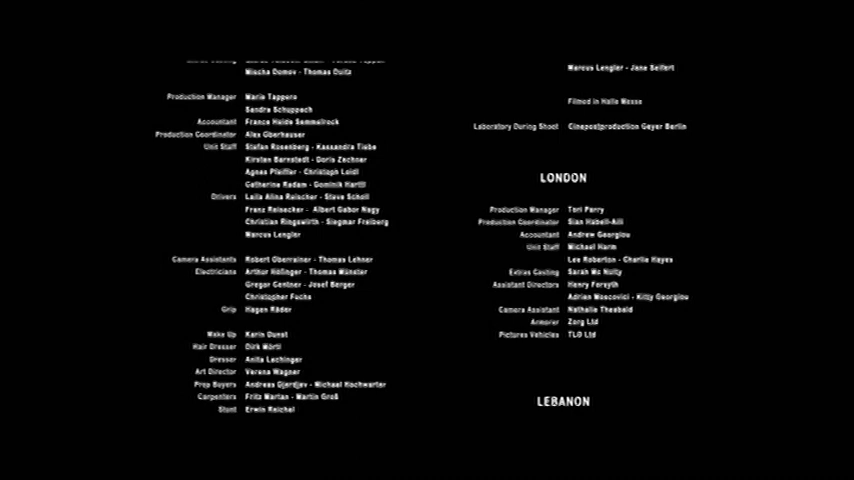 Mischa Domov - Thomas Ouitz
Production Manager Marie Tappero
Sandra Schuppach
Accountant France Haide Semmelrock
Production Coordinator Alex Oberhauser
Unit Staff Stefan Rosenberg - Kassandra Tiebe
Kirsten Barnstedt - Doris Zechner
Agnes Pfeiffer - Christoph Loidl
Catherine Radam - Dominik Hartl
Drivers Laila Alina Reischer - Steve Scholl
Franz Reisecker - Albert Gabor Nagy
Christian Ringswirth - Siegmar Freiberg
Marcus Lengler
Camera Assistants Robert Oberrainer - Thomas Lehner
Electricians Arthur Höfinger - Thomas Münster
Gregor Centner - Josef Berger
Christopher Fuchs
Grip Hagen Räder
Make Up Karin Dunst
Hair Dresser Dirk Mörtl
Dresser Anita Lechinger
Art Director Verena Wagner
Prop Buyers Andreas Gjerdjev - Michael Hochwarter
Carpenters Fritz Martan - Martin Groß
Stunt Erwin Reichel
Marcus Lengler - Jane Seifert
Filmed in Halle Messe
Laboratory During Shoot Cinepostproduction Geyer Berlin
LONDON
Production Manager Tori Parry
Production Coordinator Sian Habell-Aili
Accountant Andrew Georgiou
Unit Staff Michael Harm
Lee Roberton - Charlie Hayes
Extras Casting Sarah Mc Nulty
Assistant Directors Henry Forsyth
Adrian Moscovici - Kitty Georgiou
Camera Assistant Nathalie Theobald
Armorer Zorg Ltd
Pictures Vehicles TLO Ltd
LEBANON